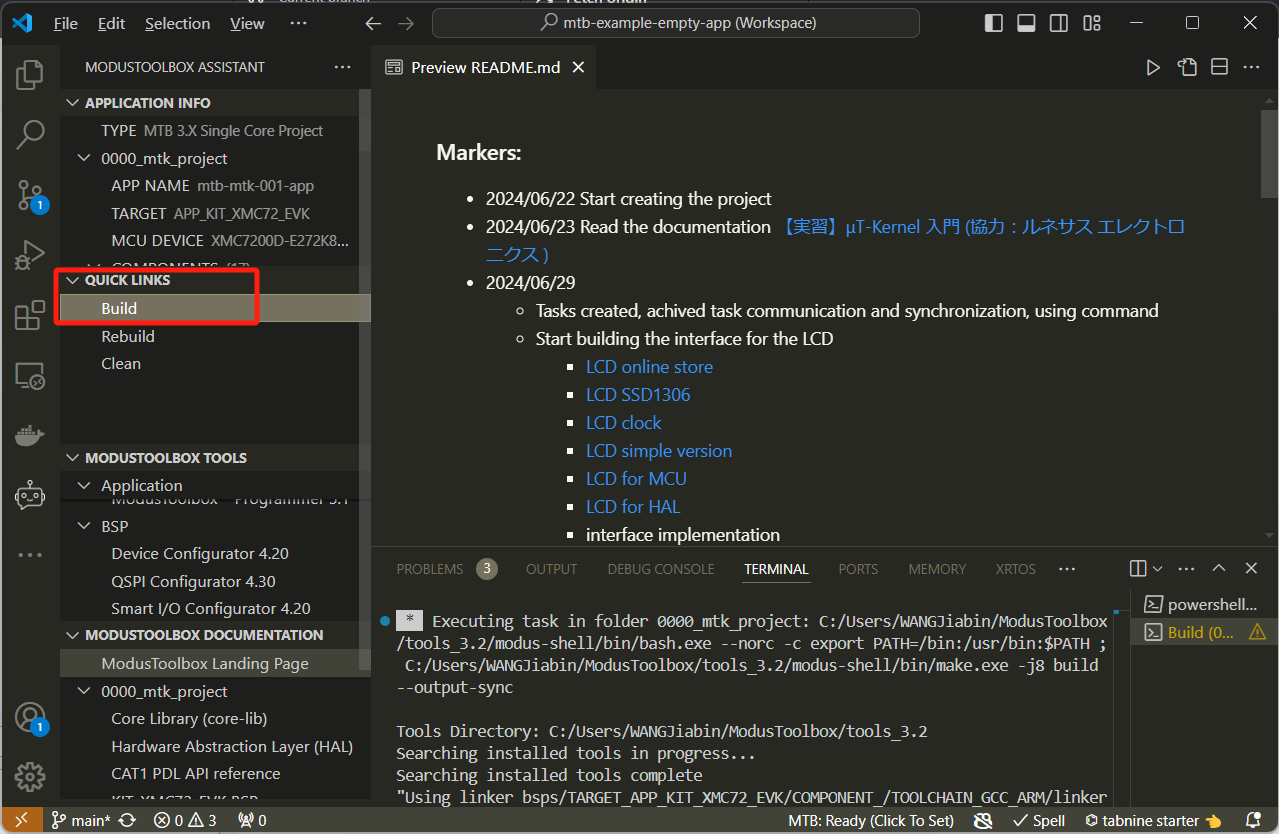 Current branch
Fetch origin
File Edit Selection View
mtb-example-empty-app (Workspace)
MODUSTOOLBOX ASSISTANT
APPLICATION INFO
TYPE MTB 3.X Single Core Project
0000_mtk_project
APP NAME mtb-mtk-001-app
TARGET APP_KIT_XMC72_EVK
MCU DEVICE XMC7200D-E272K8...
COMPONENTS (17)
QUICK LINKS
Build
Rebuild
Clean
MODUSTOOLBOX TOOLS
Application
ModusToolbox™ Programmer 5.1
BSP
Device Configurator 4.20
QSPI Configurator 4.30
Smart I/O Configurator 4.20
MODUSTOOLBOX DOCUMENTATION
ModusToolbox Landing Page
0000_mtk_project
Core Library (core-lib)
Hardware Abstraction Layer (HAL)
CAT1 PDL API reference
KIT_XMC72_EVK BSP
1
1
Preview README.md
Markers:
2024/06/22 Start creating the project
2024/06/23 Read the documentation 【実習】μT-Kernel 入門 (協力：ルネサス エレクトロ
ニクス )
2024/06/29
Tasks created, achived task communication and synchronization, using command
Start building the interface for the LCD
LCD online store
LCD SSD1306
LCD clock
LCD simple version
LCD for MCU
LCD for HAL
interface implementation
PROBLEMS 3 OUTPUT DEBUG CONSOLE TERMINAL PORTS MEMORY XRTOS
* Executing task in folder 0000_mtk_project: C:/Users/WANGJiabin/ModusToolbox
/tools_3.2/modus-shell/bin/bash.exe --norc -c export PATH=/bin:/usr/bin:$PATH ;
C:/Users/WANGJiabin/ModusToolbox/tools_3.2/modus-shell/bin/make.exe -j8 build
--output-sync
Tools Directory: C:/Users/WANGJiabin/ModusToolbox/tools_3.2
Searching installed tools in progress...
Searching installed tools complete
"Using linker bsps/TARGET_APP_KIT_XMC72_EVK/COMPONENT_/TOOLCHAIN_GCC_ARM/linker
powershell...
Build (0...
main* 0 3 0 MTB: Ready (Click To Set) Spell tabnine starter